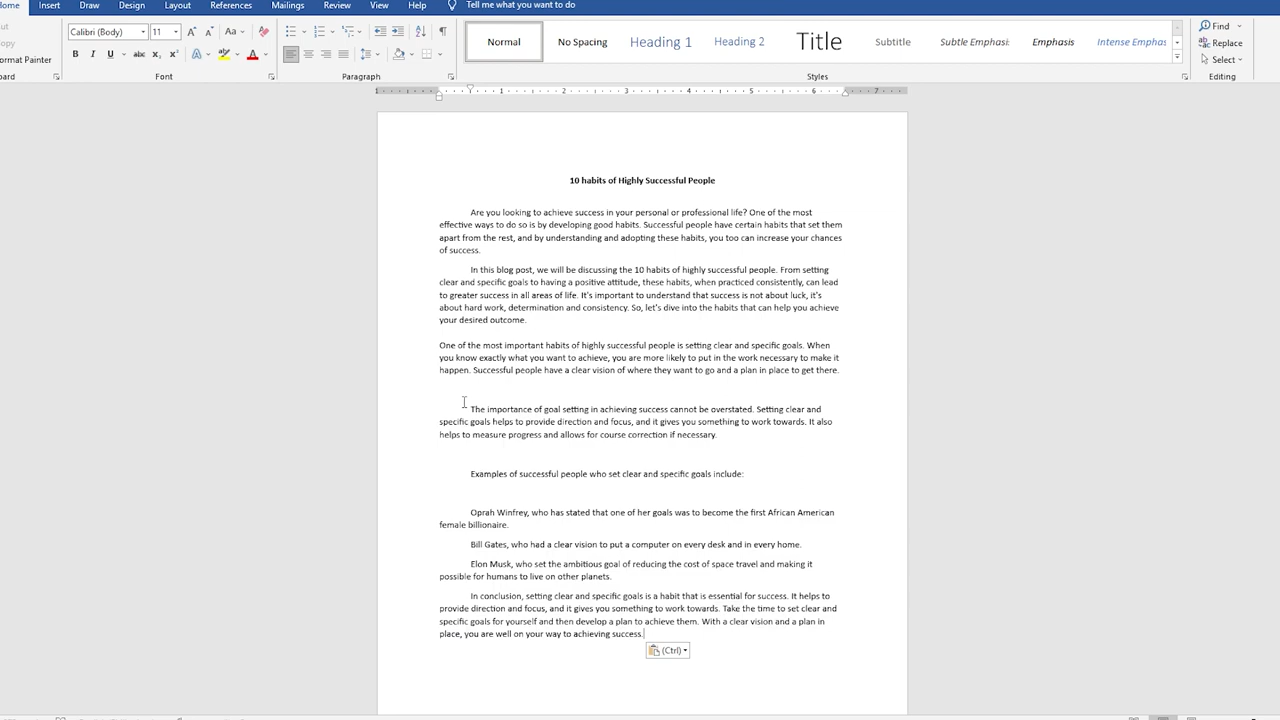 Home Insert Draw Design Layout References Mailings Review View Help Tell me what you want to do
Calibri (Body) 11 Aa
Format Painter
B I U abc x₂ x² A A
Font Paragraph Styles Editing
Normal No Spacing Heading 1 Heading 2 Title Subtitle Subtle Emphasi: Emphasis Intense Emphas
Find
Replace
Select
1 1 2 3 4 5 6 7
10 habits of Highly Successful People
Are you looking to achieve success in your personal or professional life? One of the most
effective ways to do so is by developing good habits. Successful people have certain habits that set them
apart from the rest, and by understanding and adopting these habits, you too can increase your chances
of success.
In this blog post, we will be discussing the 10 habits of highly successful people. From setting
clear and specific goals to having a positive attitude, these habits, when practiced consistently, can lead
to greater success in all areas of life. It's important to understand that success is not about luck, it's
about hard work, determination and consistency. So, let's dive into the habits that can help you achieve
your desired outcome.
One of the most important habits of highly successful people is setting clear and specific goals. When
you know exactly what you want to achieve, you are more likely to put in the work necessary to make it
happen. Successful people have a clear vision of where they want to go and a plan in place to get there.
The importance of goal setting in achieving success cannot be overstated. Setting clear and
specific goals helps to provide direction and focus, and it gives you something to work towards. It also
helps to measure progress and allows for course correction if necessary.
Examples of successful people who set clear and specific goals include:
Oprah Winfrey, who has stated that one of her goals was to become the first African American
female billionaire.
Bill Gates, who had a clear vision to put a computer on every desk and in every home.
Elon Musk, who set the ambitious goal of reducing the cost of space travel and making it
possible for humans to live on other planets.
In conclusion, setting clear and specific goals is a habit that is essential for success. It helps to
provide direction and focus, and it gives you something to work towards. Take the time to set clear and
specific goals for yourself and then develop a plan to achieve them. With a clear vision and a plan in
place, you are well on your way to achieving success.
(Ctrl)